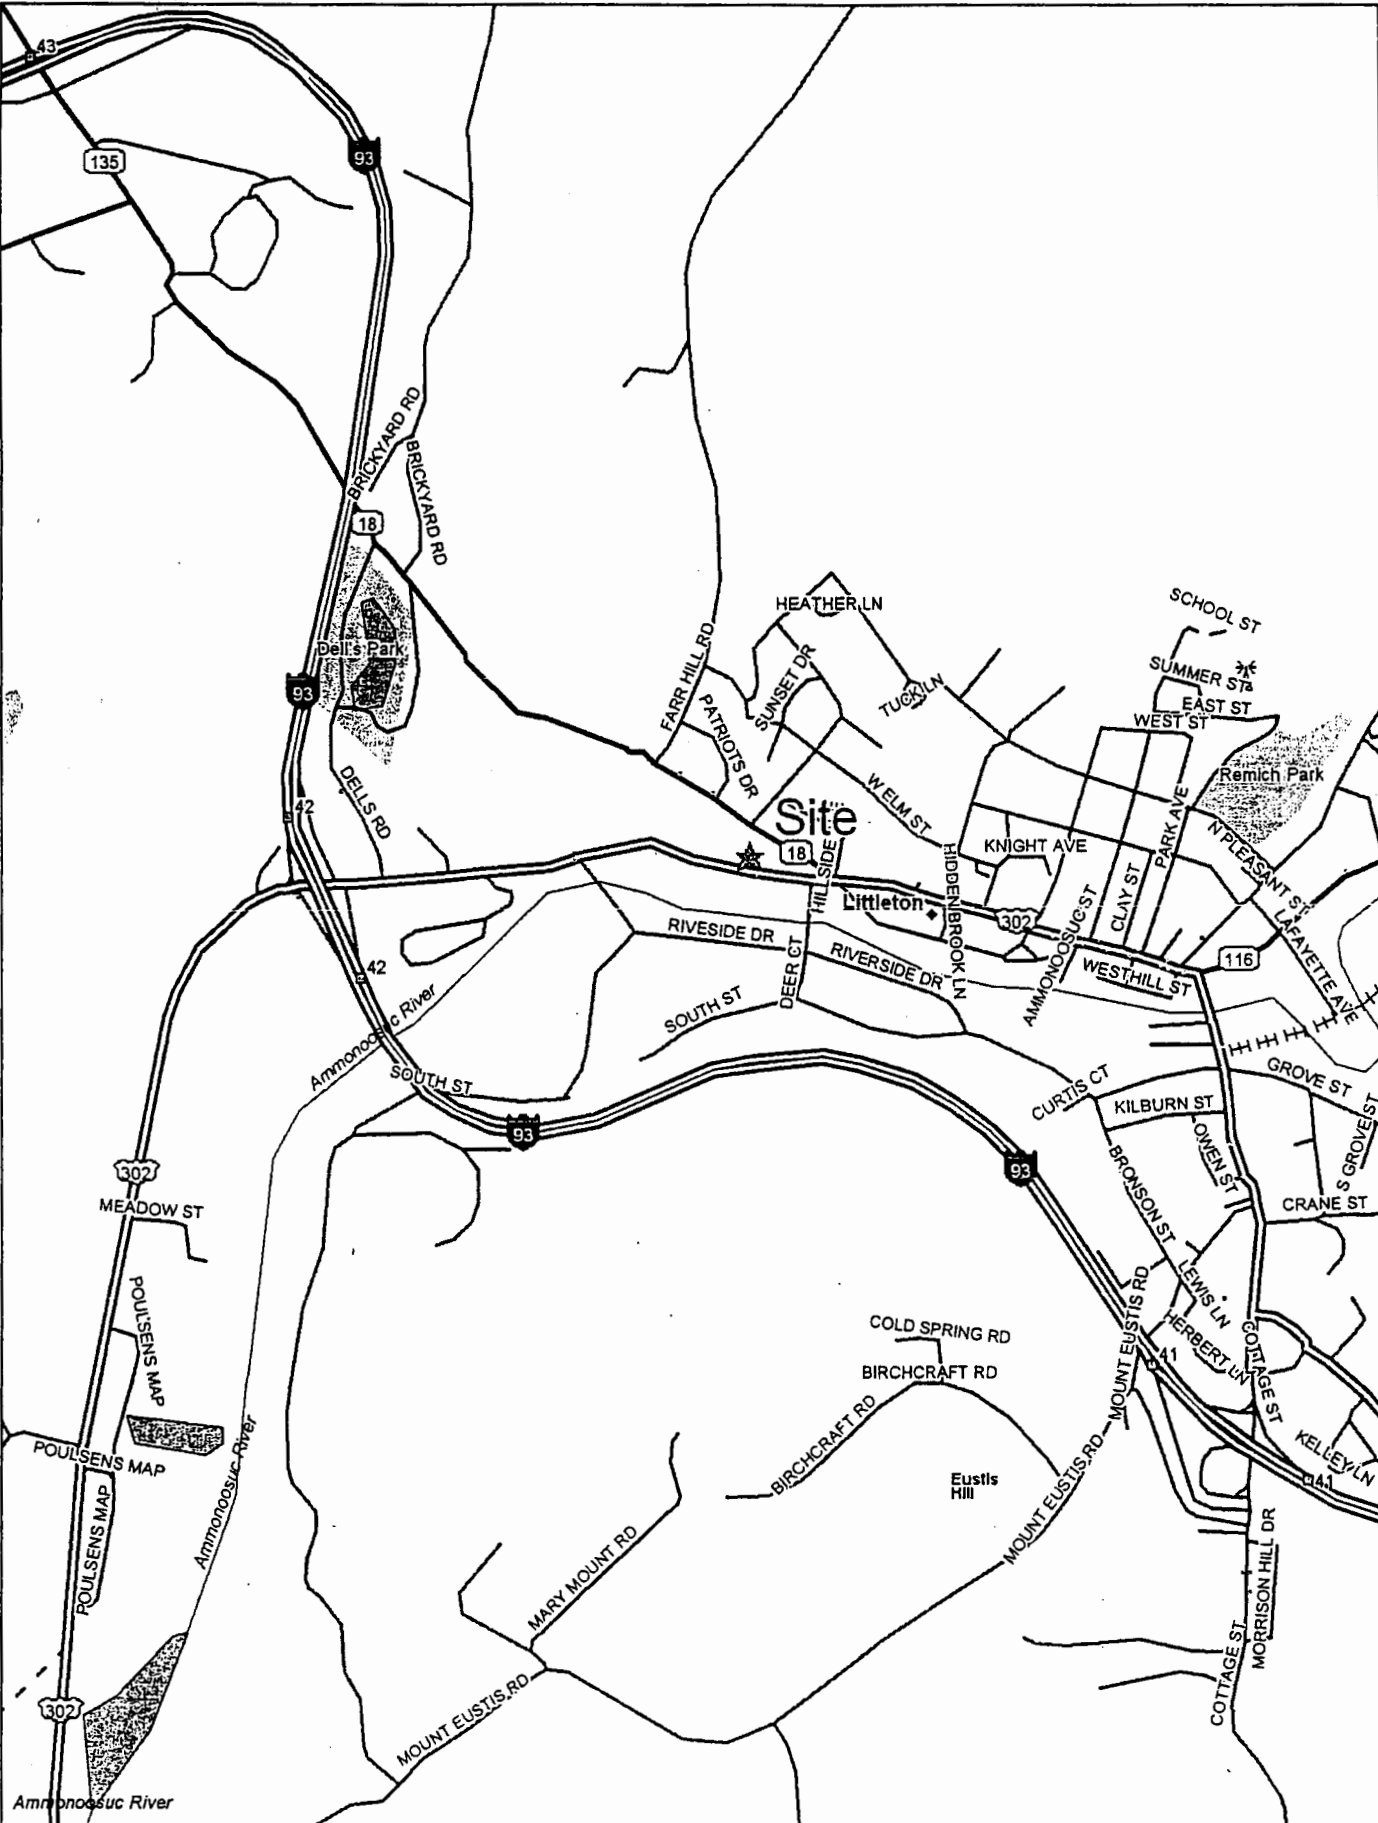 43
93
135
BRICKYARD RD
BRICKYARD RD
18
HEATHER LN
SCHOOL ST
Dell's Park
FARR HILL RD
SUNSET DR
SUMMER ST
93
PATRIOTS DR
TUCK LN
EAST ST
WEST ST
Remich Park
42
DELLS RD
Site
W ELM ST
PARK AVE
N PLEASANT ST
18
HILLSIDE
KNIGHT AVE
HIDDEN BROOK LN
CLAY ST
Littleton
302
AMMONOOSUC ST
LAFAYETTE AVE
RIVESIDE DR
RIVERSIDE DR
116
WESTHILL ST
42
DEER CT
SOUTH ST
Ammonoosuc River
SOUTH ST
CURTIS CT
GROVE ST
KILBURN ST
93
OWEN ST
S GROVE ST
302
93
BRONSON ST
MEADOW ST
CRANE ST
POULSENS MAP
LEWIS LN
MOUNT EUSTIS RD
COLD SPRING RD
HERBERT LN
COTTAGE ST
41
BIRCHCRAFT RD
BIRCHCRAFT RD
POULSENS MAP
Ammonoosuc River
KELLEY LN
Eustis
Hill
41
MOUNT EUSTIS RD
POULSENS MAP
MARY MOUNT RD
MORRISON HILL DR
COTTAGE ST
302
MOUNT EUSTIS RD
Ammonoosuc River